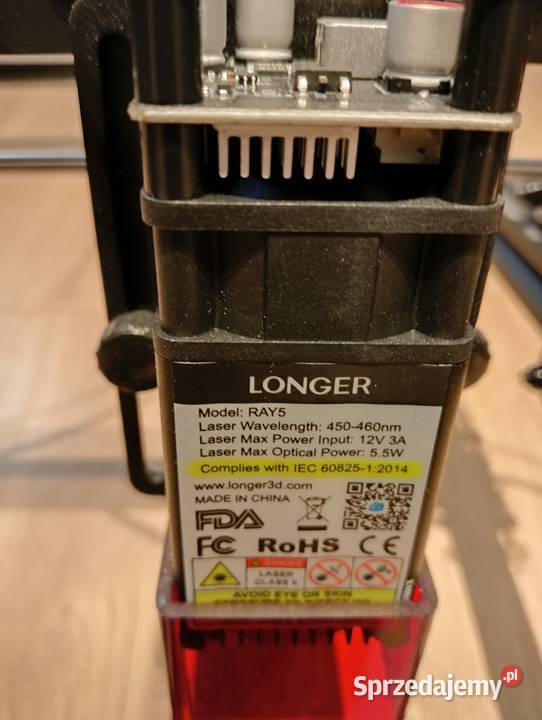 LONGER
Model: RAY5
Laser Wavelength: 450-460nm
Laser Max Power Input: 12V 3A
Laser Max Optical Power: 5.5W
Complies with IEC 60825-1:2014
www.longer3d.com
MADE IN CHINA
FDA
FC RoHS CE
DANGER
LASER
CLASS
AVOID EYE OR SKIN
Sprzedajemy.pl